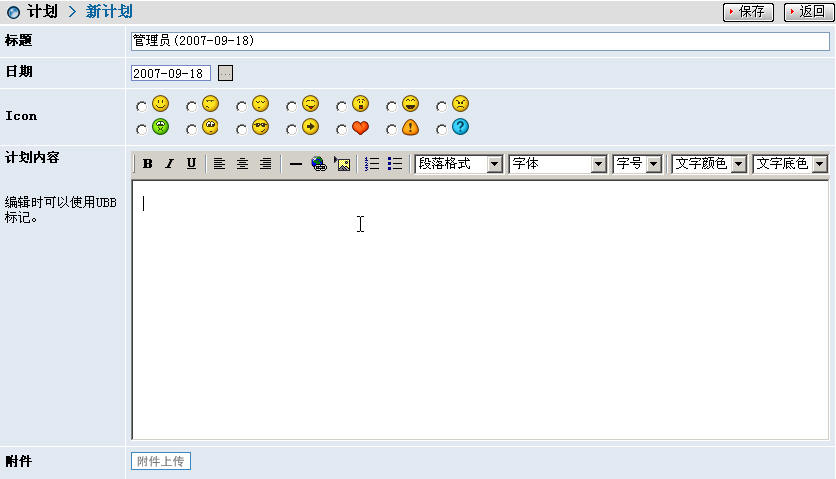 计划 > 新计划 保存 返回
标题 管理员(2007-09-18)
日期 2007-09-18 ...
Icon
计划内容 B I U 段落格式 字体 字号 文字颜色 文字底色
编辑时可以使用UBB
标记。
附件 附件上传